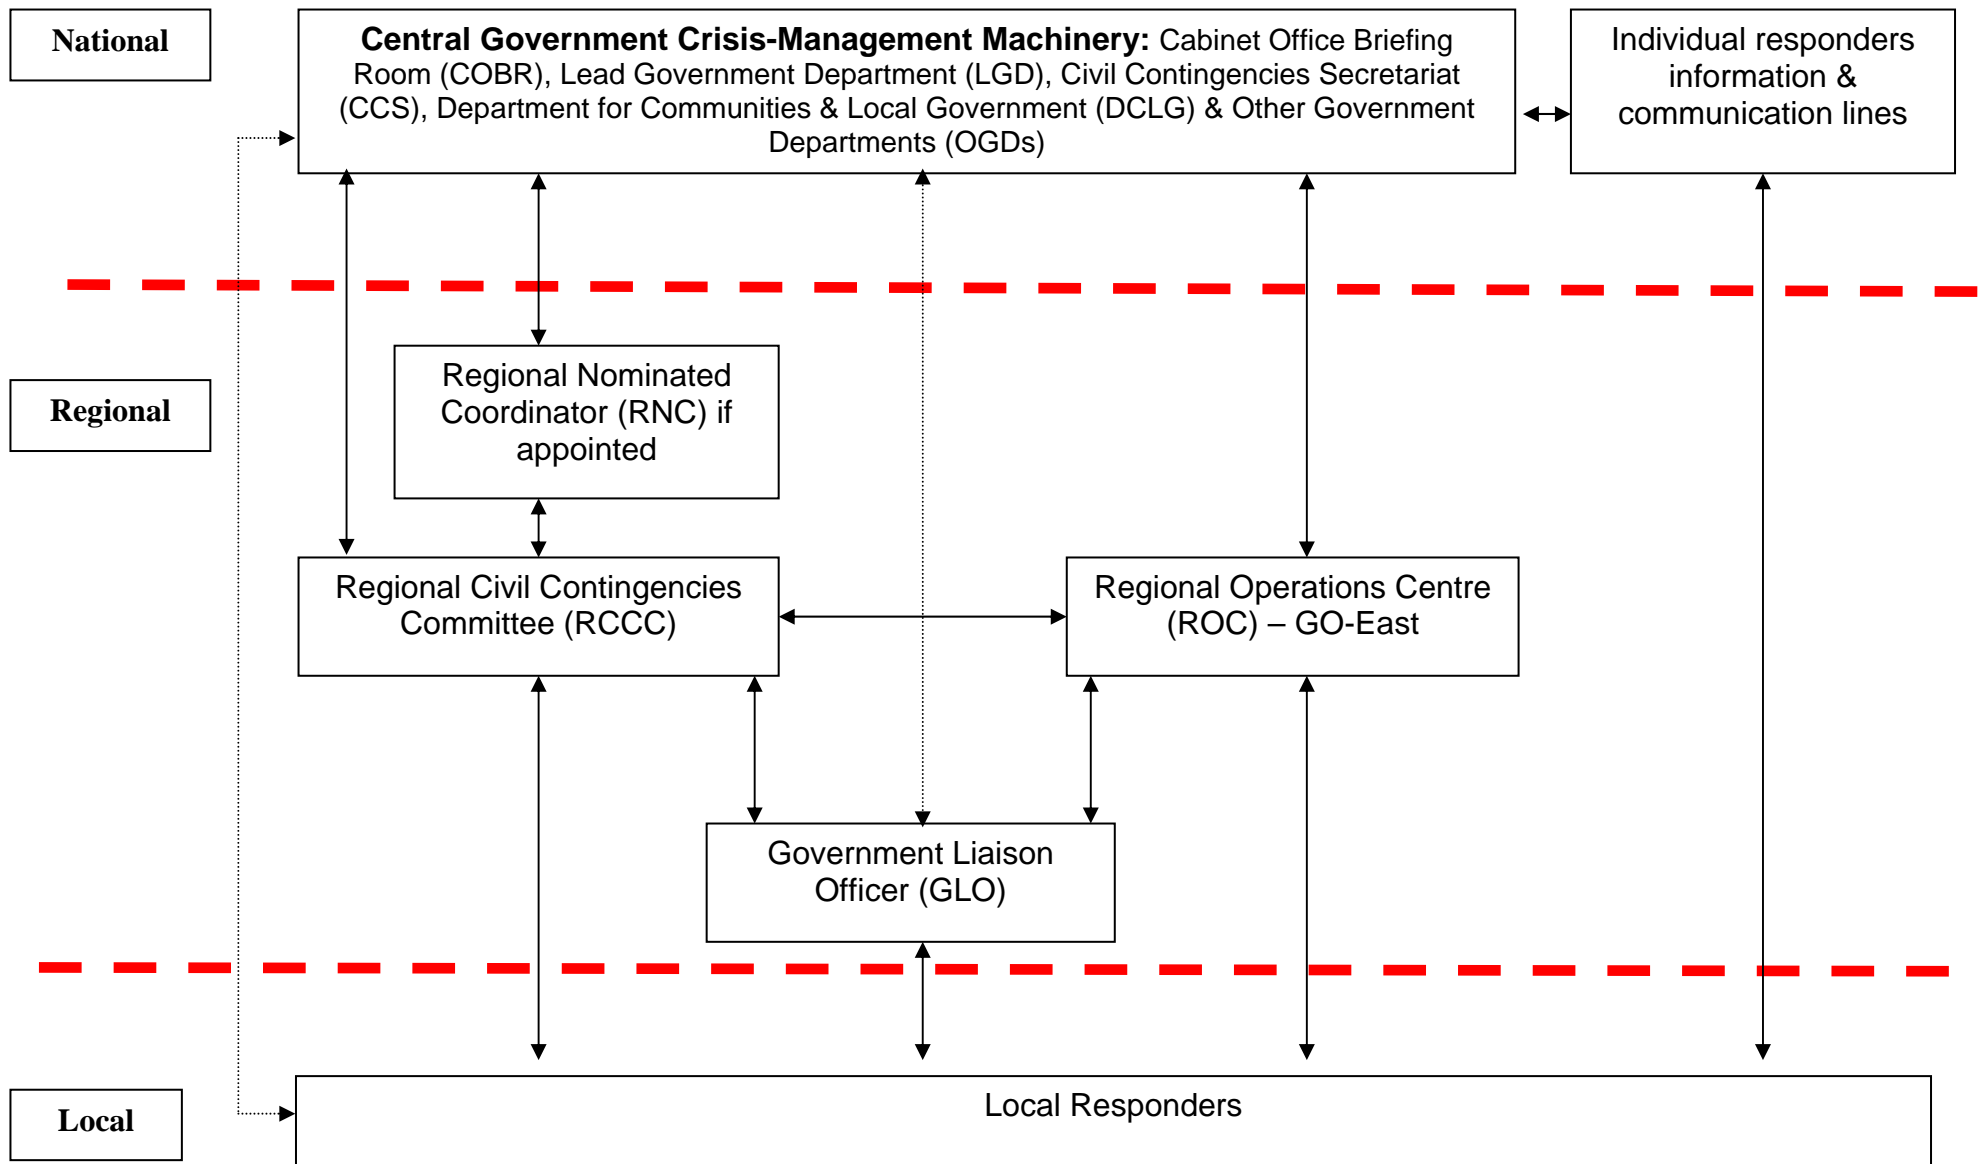 National
Central Government Crisis-Management Machinery: Cabinet Office Briefing
Room (COBR), Lead Government Department (LGD), Civil Contingencies Secretariat
(CCS), Department for Communities & Local Government (DCLG) & Other Government
Departments (OGDs)
Individual responders
information &
communication lines
Regional
Regional Nominated
Coordinator (RNC) if
appointed
Regional Civil Contingencies
Committee (RCCC)
Regional Operations Centre
(ROC) – GO-East
Government Liaison
Officer (GLO)
Local
Local Responders